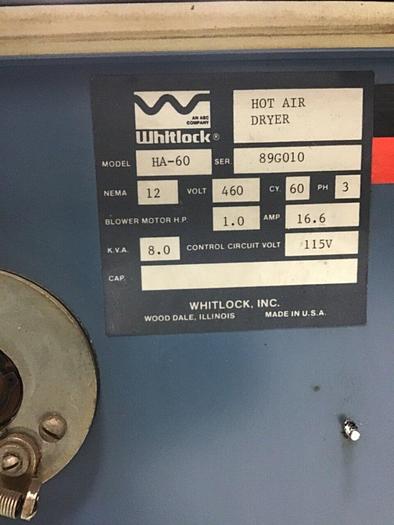 AN AEC
COMPANY
Whitlock®
HOT AIR
DRYER
MODEL HA-60 SER. 89G010
NEMA 12 VOLT 460 CY. 60 PH 3
BLOWER MOTOR H.P. 1.0 AMP 16.6
K.V.A. 8.0 CONTROL CIRCUIT VOLT 115V
CAP.
WHITLOCK, INC.
WOOD DALE, ILLINOIS MADE IN U.S.A.